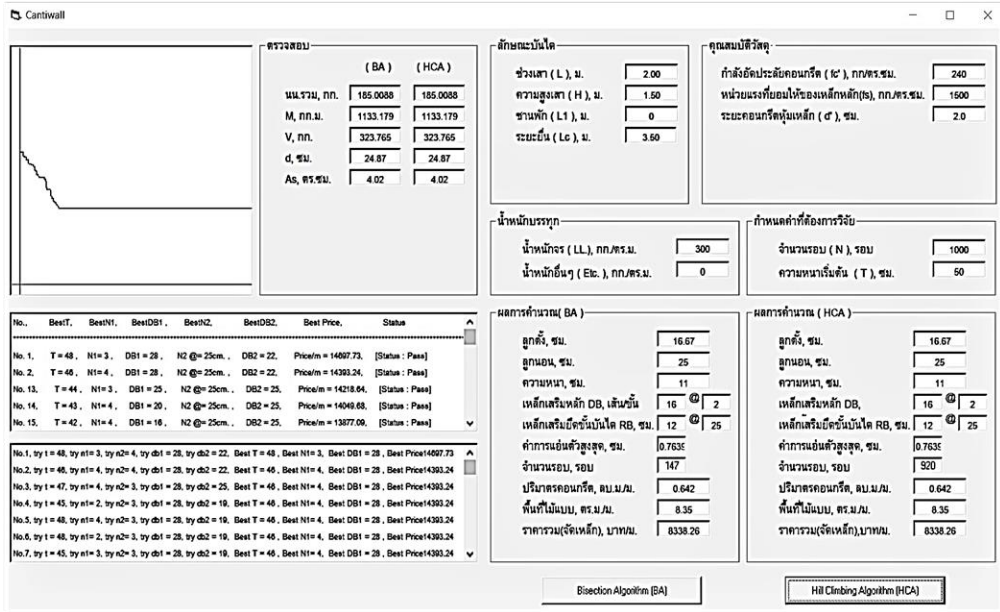 Cantiwall
ตรวจสอบ
( BA ) ( HCA )
นน.รวม, กก. 185.0088 185.0088
M, กก.ม. 1133.179 1133.179
V, กก. 323.765 323.765
d, ซม. 24.87 24.87
As, ตร.ซม. 4.02 4.02
ลักษณะบันได
ช่วงเสา ( L ), ม. 2.00
ความสูงเสา ( H ), ม. 1.50
ชานพัก ( L1 ), ม. 0
ระยะยื่น ( Lc ), ม. 3.50
คุณสมบัติวัสดุ
กำลังอัดประลัยคอนกรีต ( fc' ), กก/ตร.ซม. 240
หน่วยแรงที่ยอมให้ของเหล็กหลัก(fs), กก./ตร.ซม. 1500
ระยะคอนกรีตหุ้มเหล็ก ( d' ), ซม. 2.0
น้ำหนักบรรทุก
น้ำหนักจร ( LL.), กก./ตร.ม. 300
น้ำหนักอื่นๆ ( Etc. ), กก./ตร.ม. 0
กำหนดค่าที่ต้องการวิจัย
จำนวนรอบ ( N ), รอบ 1000
ความหนาเริ่มต้น ( T ), ซม. 50
No., BestT, BestN1, BestDB1 , BestN2, BestDB2, Best Price, Status
No. 1, T = 48 , N1= 3 , DB1 = 28 , N2 @= 25cm. , DB2 = 22, Price/m = 14697.73, [Status : Pass]
No. 2, T = 46 , N1= 4 , DB1 = 28 , N2 @= 25cm. , DB2 = 22, Price/m = 14393.24, [Status : Pass]
No. 13, T = 44 , N1= 3 , DB1 = 25 , N2 @= 25cm. , DB2 = 25, Price/m = 14218.64, [Status : Pass]
No. 14, T = 43 , N1= 4 , DB1 = 20 , N2 @= 25cm. , DB2 = 25, Price/m = 14049.68, [Status : Pass]
No. 15, T = 42 , N1= 4 , DB1 = 16 , N2 @= 25cm. , DB2 = 25, Price/m = 13877.09, [Status : Pass]
No.1, try t = 48, try n1= 3, try n2= 4, try db1 = 28, try db2 = 22, Best T = 48 , Best N1= 3, Best DB1 = 28 , Best Price14697.73
No.2, try t = 46, try n1= 4, try n2= 4, try db1 = 28, try db2 = 22, Best T = 46 , Best N1= 4, Best DB1 = 28 , Best Price14393.24
No.3, try t = 47, try n1= 4, try n2= 3, try db1 = 28, try db2 = 25, Best T = 46 , Best N1= 4, Best DB1 = 28 , Best Price14393.24
No.4, try t = 45, try n1= 2, try n2= 3, try db1 = 28, try db2 = 19, Best T = 46 , Best N1= 4, Best DB1 = 28 , Best Price14393.24
No.5, try t = 48, try n1= 4, try n2= 3, try db1 = 28, try db2 = 19, Best T = 46 , Best N1= 4, Best DB1 = 28 , Best Price14393.24
No.6, try t = 48, try n1= 2, try n2= 4, try db1 = 28, try db2 = 19, Best T = 46 , Best N1= 4, Best DB1 = 28 , Best Price14393.24
No.7, try t = 45, try n1= 3, try n2= 3, try db1 = 28, try db2 = 19, Best T = 46 , Best N1= 4, Best DB1 = 28 , Best Price14393.24
ผลการคำนวณ( BA )
ลูกตั้ง, ซม. 16.67
ลูกนอน, ซม. 25
ความหนา, ซม. 11
เหล็กเสริมหลัก DB, เส้น/ขั้น 16 @ 2
เหล็กเสริมยึดขั้นบันได RB, ซม. 12 @ 25
ค่าการแอ่นตัวสูงสุด, ซม. 0.7639
จำนวนรอบ, รอบ 147
ปริมาตรคอนกรีต, ลบ.ม./ม. 0.642
พื้นที่ไม้แบบ, ตร.ม./ม. 8.35
ราคารวม(จัดเหล็ก), บาท/ม. 8338.26
ผลการคำนวณ ( HCA )
ลูกตั้ง, ซม. 16.67
ลูกนอน, ซม. 25
ความหนา, ซม. 11
เหล็กเสริมหลัก DB, 16 @ 2
เหล็กเสริมยึดขั้นบันได RB, ซม. 12 @ 25
ค่าการแอ่นตัวสูงสุด, ซม. 0.7639
จำนวนรอบ, รอบ 920
ปริมาตรคอนกรีต, ลบ.ม./ม. 0.642
พื้นที่ไม้แบบ, ตร.ม./ม. 8.35
ราคารวม(จัดเหล็ก),บาท/ม. 8338.26
Bisection Algorithm (BA)
Hill Climbing Algorithm (HCA)